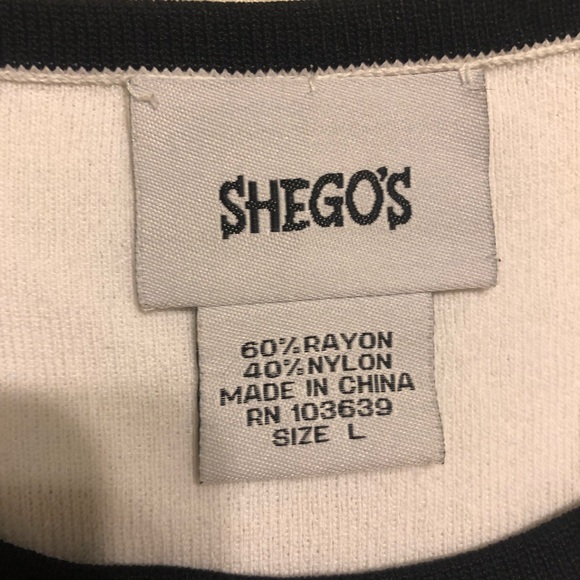 SHEGO'S
60% RAYON
40% NYLON
MADE IN CHINA
RN 103639
SIZE L